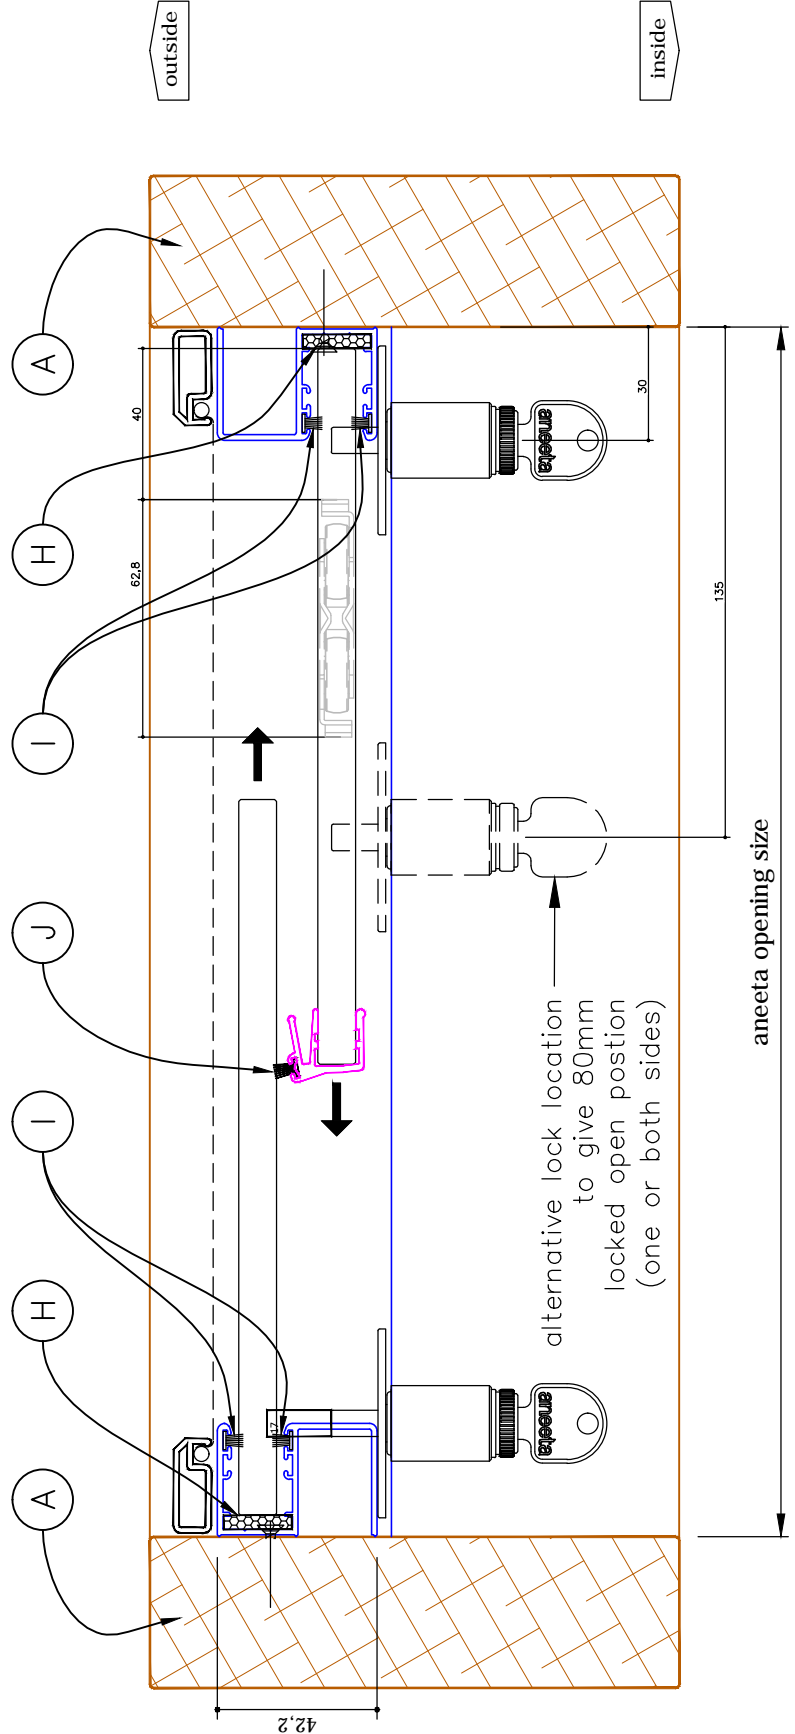 outside
inside
A
H
I
J
I
H
A
40
62,8
30
135
17
42,2
aneeta
aneeta
alternative lock location
to give 80mm
locked open postion
(one or both sides)
aneeta opening size